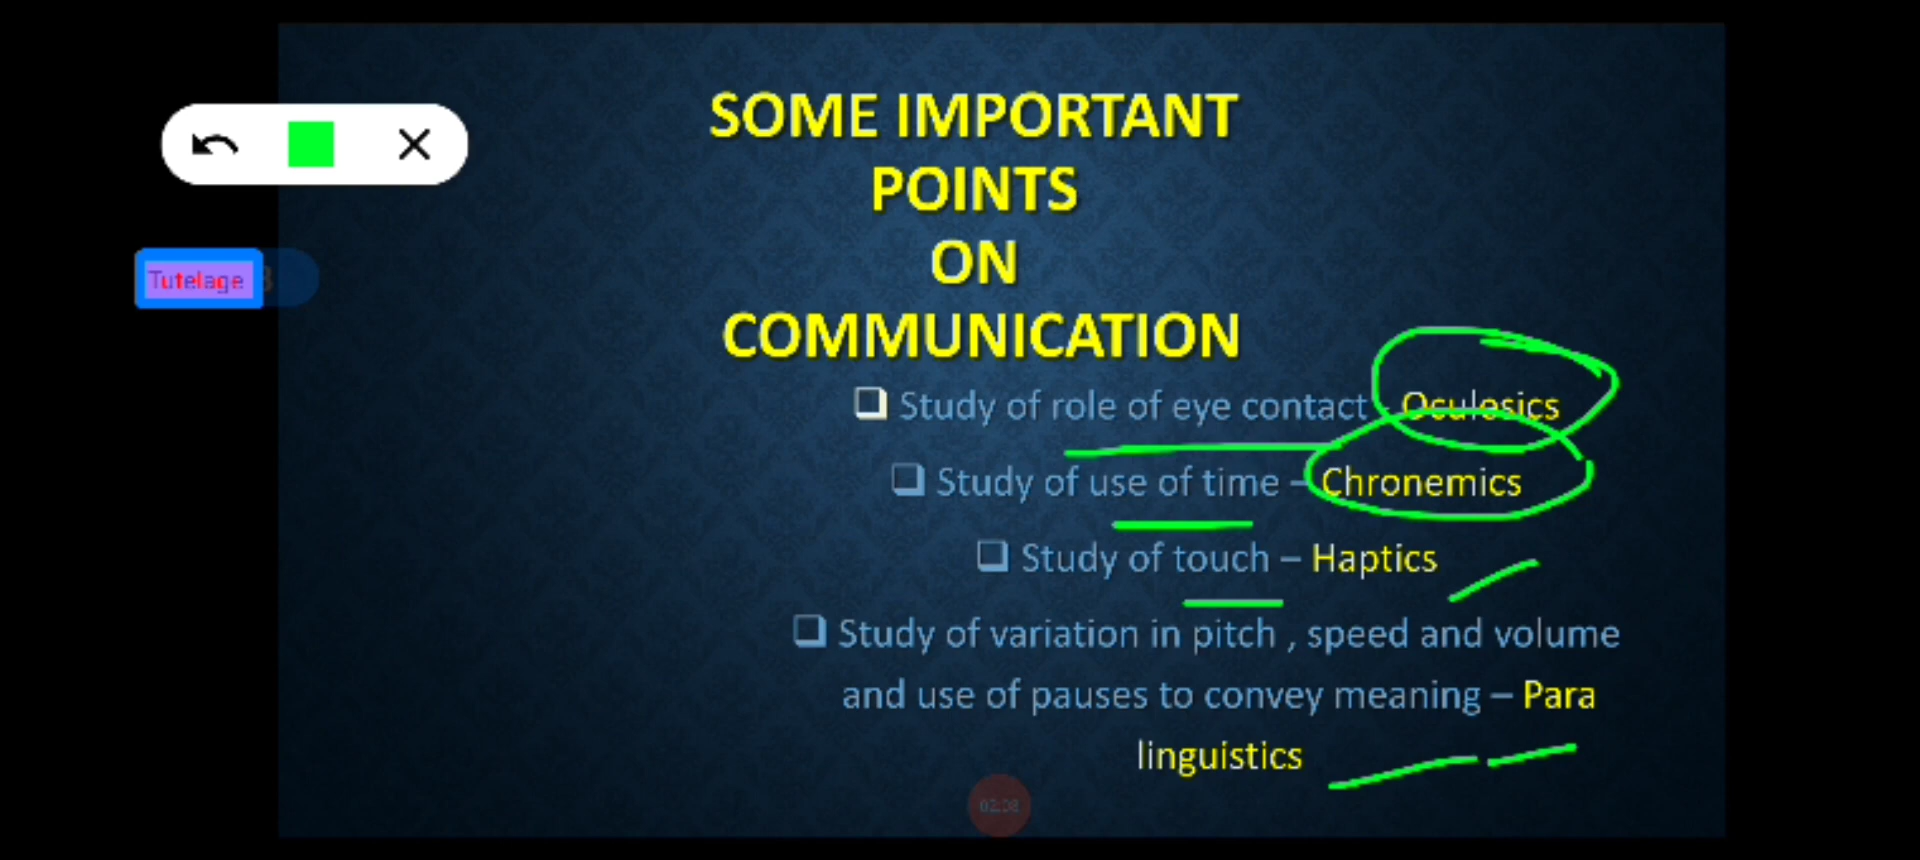 SOME IMPORTANT
POINTS
ON
COMMUNICATION
Tutelage
Study of role of eye contact - Oculesics
Study of use of time – Chronemics
Study of touch – Haptics
Study of variation in pitch , speed and volume
and use of pauses to convey meaning – Para
linguistics
02:08